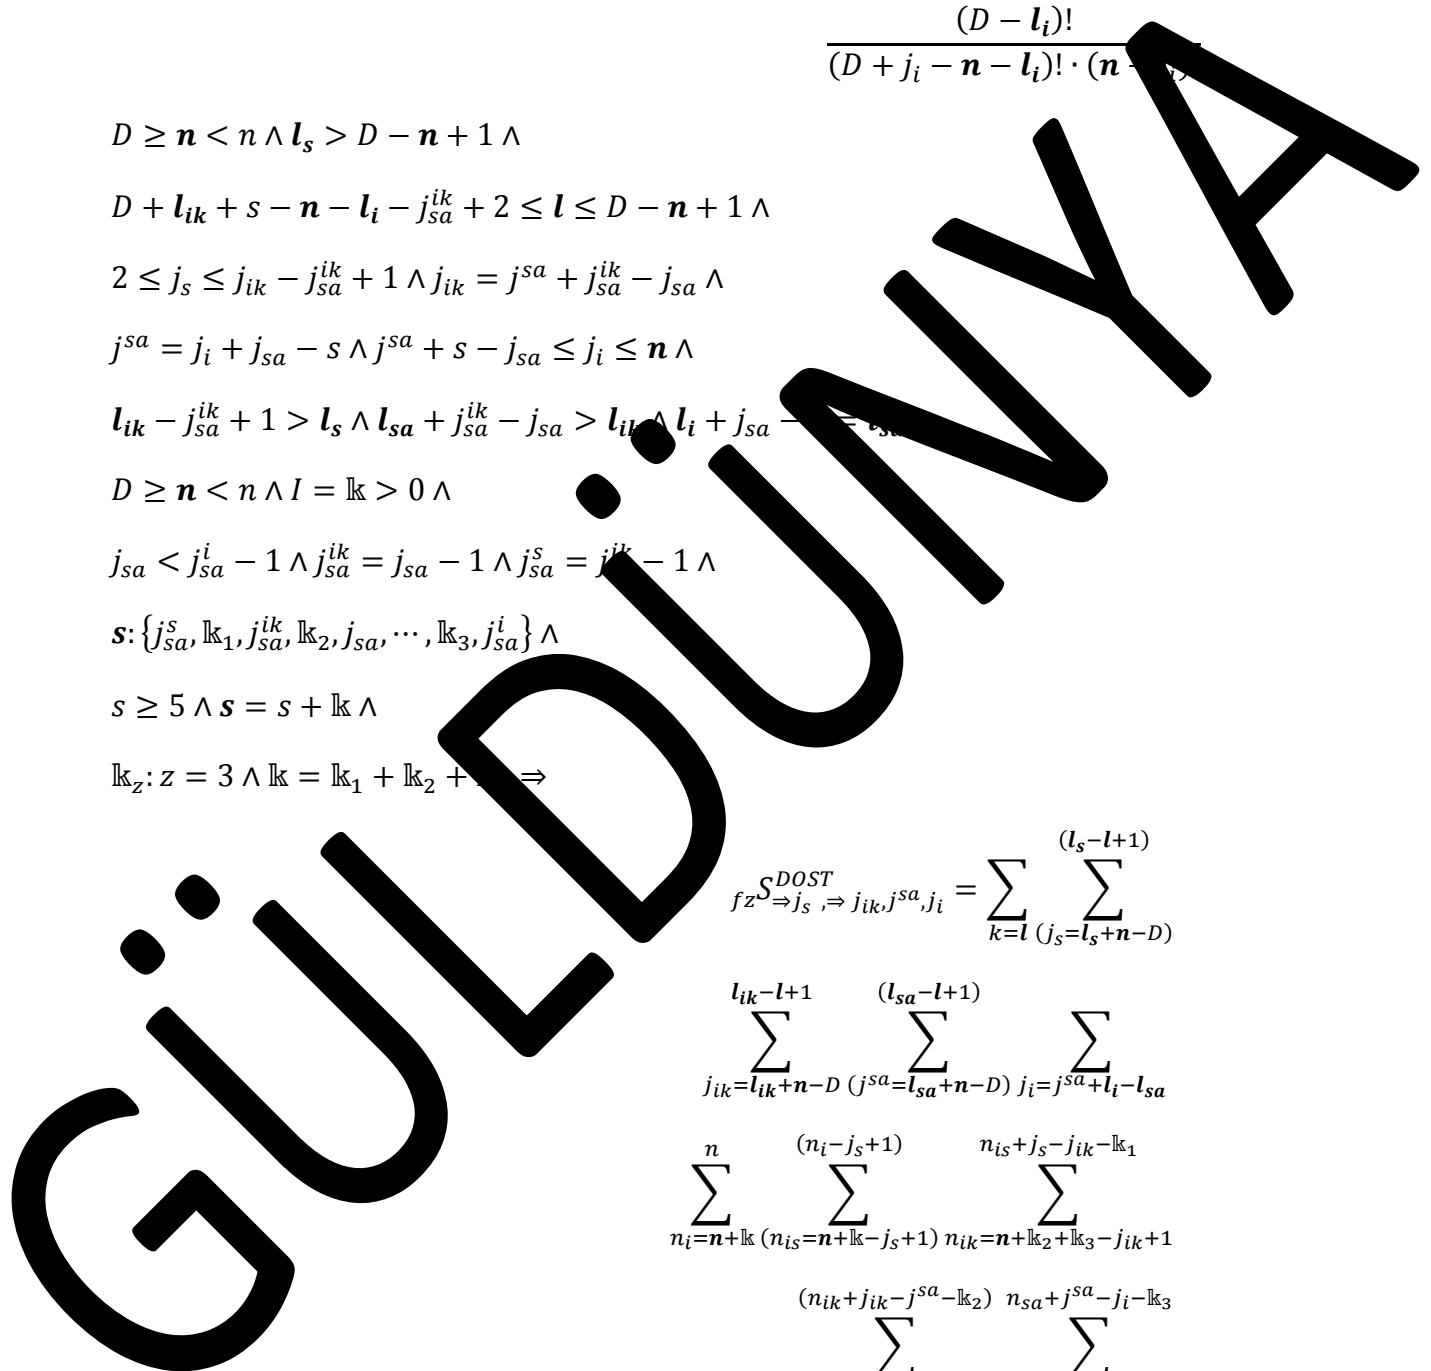 (D − l_i)!
(D + j_i − n − l_i)! · (n
D ≥ n < n ∧ l_s > D − n + 1 ∧
D + l_ik + s − n − l_i − j_sa^ik + 2 ≤ l ≤ D − n + 1 ∧
2 ≤ j_s ≤ j_ik − j_sa^ik + 1 ∧ j_ik = j^sa + j_sa^ik − j_sa ∧
j^sa = j_i + j_sa − s ∧ j^sa + s − j_sa ≤ j_i ≤ n ∧
l_ik − j_sa^ik + 1 > l_s ∧ l_sa + j_sa^ik − j_sa > l_ik ∧ l_i + j_sa − = l_sa
D ≥ n < n ∧ I = 𝕜 > 0 ∧
j_sa < j_sa^i − 1 ∧ j_sa^ik = j_sa − 1 ∧ j_sa^s = j^ik − 1 ∧
s: {j_sa^s, 𝕜_1, j_sa^ik, 𝕜_2, j_sa, ⋯, 𝕜_3, j_sa^i} ∧
s ≥ 5 ∧ s = s + 𝕜 ∧
𝕜_z: z = 3 ∧ 𝕜 = 𝕜_1 + 𝕜_2 + ⇒
(l_s−l+1)
fz S^DOST_⇒j_s ,⇒ j_ik,j^sa,j_i = ∑ ∑
k=l (j_s=l_s+n−D)
l_ik−l+1 (l_sa−l+1)
∑ ∑ ∑
j_ik=l_ik+n−D (j^sa=l_sa+n−D) j_i=j^sa+l_i−l_sa
n (n_i−j_s+1) n_is+j_s−j_ik−𝕜_1
∑ ∑ ∑
n_i=n+𝕜 (n_is=n+𝕜−j_s+1) n_ik=n+𝕜_2+𝕜_3−j_ik+1
(n_ik+j_ik−j^sa−𝕜_2) n_sa+j^sa−j_i−𝕜_3
∑ ∑
GÜLDÜNYA